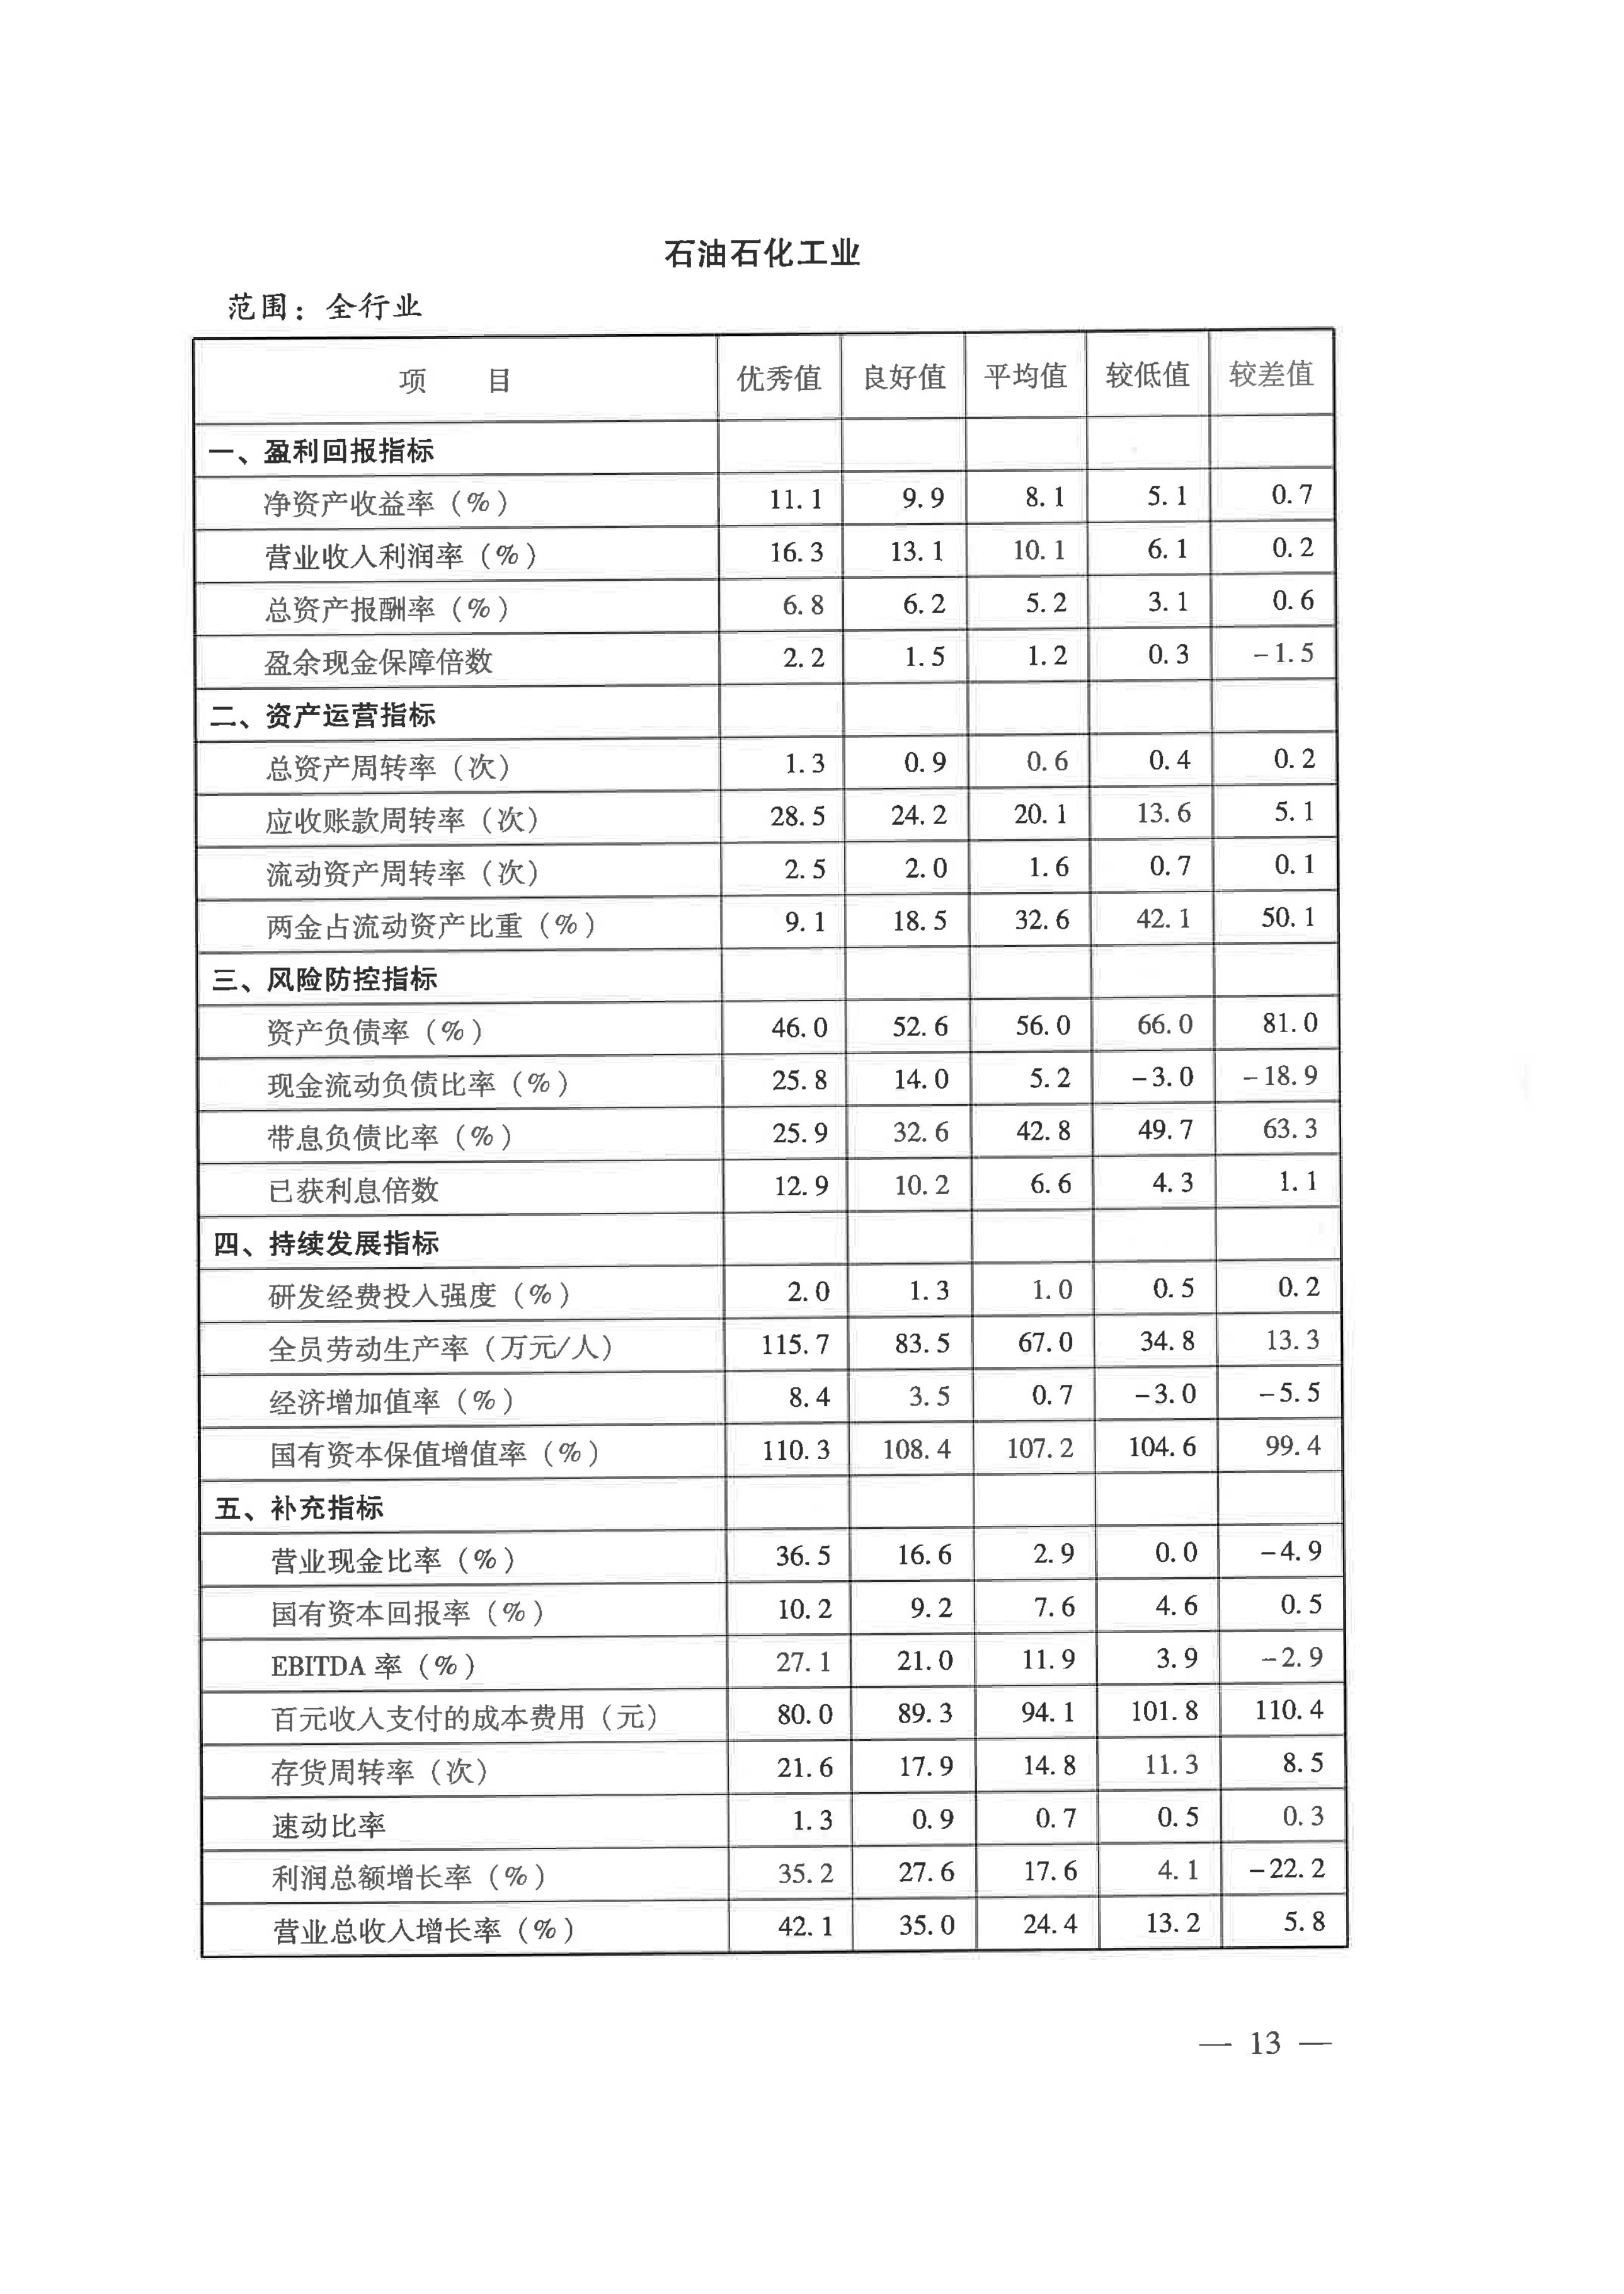 石油石化工业
范围：全行业
项 目 优秀值 良好值 平均值 较低值 较差值
一、盈利回报指标
净资产收益率（%） 11.1 9.9 8.1 5.1 0.7
营业收入利润率（%） 16.3 13.1 10.1 6.1 0.2
总资产报酬率（%） 6.8 6.2 5.2 3.1 0.6
盈余现金保障倍数 2.2 1.5 1.2 0.3 -1.5
二、资产运营指标
总资产周转率（次） 1.3 0.9 0.6 0.4 0.2
应收账款周转率（次） 28.5 24.2 20.1 13.6 5.1
流动资产周转率（次） 2.5 2.0 1.6 0.7 0.1
两金占流动资产比重（%） 9.1 18.5 32.6 42.1 50.1
三、风险防控指标
资产负债率（%） 46.0 52.6 56.0 66.0 81.0
现金流动负债比率（%） 25.8 14.0 5.2 -3.0 -18.9
带息负债比率（%） 25.9 32.6 42.8 49.7 63.3
已获利息倍数 12.9 10.2 6.6 4.3 1.1
四、持续发展指标
研发经费投入强度（%） 2.0 1.3 1.0 0.5 0.2
全员劳动生产率（万元/人） 115.7 83.5 67.0 34.8 13.3
经济增加值率（%） 8.4 3.5 0.7 -3.0 -5.5
国有资本保值增值率（%） 110.3 108.4 107.2 104.6 99.4
五、补充指标
营业现金比率（%） 36.5 16.6 2.9 0.0 -4.9
国有资本回报率（%） 10.2 9.2 7.6 4.6 0.5
EBITDA 率（%） 27.1 21.0 11.9 3.9 -2.9
百元收入支付的成本费用（元） 80.0 89.3 94.1 101.8 110.4
存货周转率（次） 21.6 17.9 14.8 11.3 8.5
速动比率 1.3 0.9 0.7 0.5 0.3
利润总额增长率（%） 35.2 27.6 17.6 4.1 -22.2
营业总收入增长率（%） 42.1 35.0 24.4 13.2 5.8
— 13 —